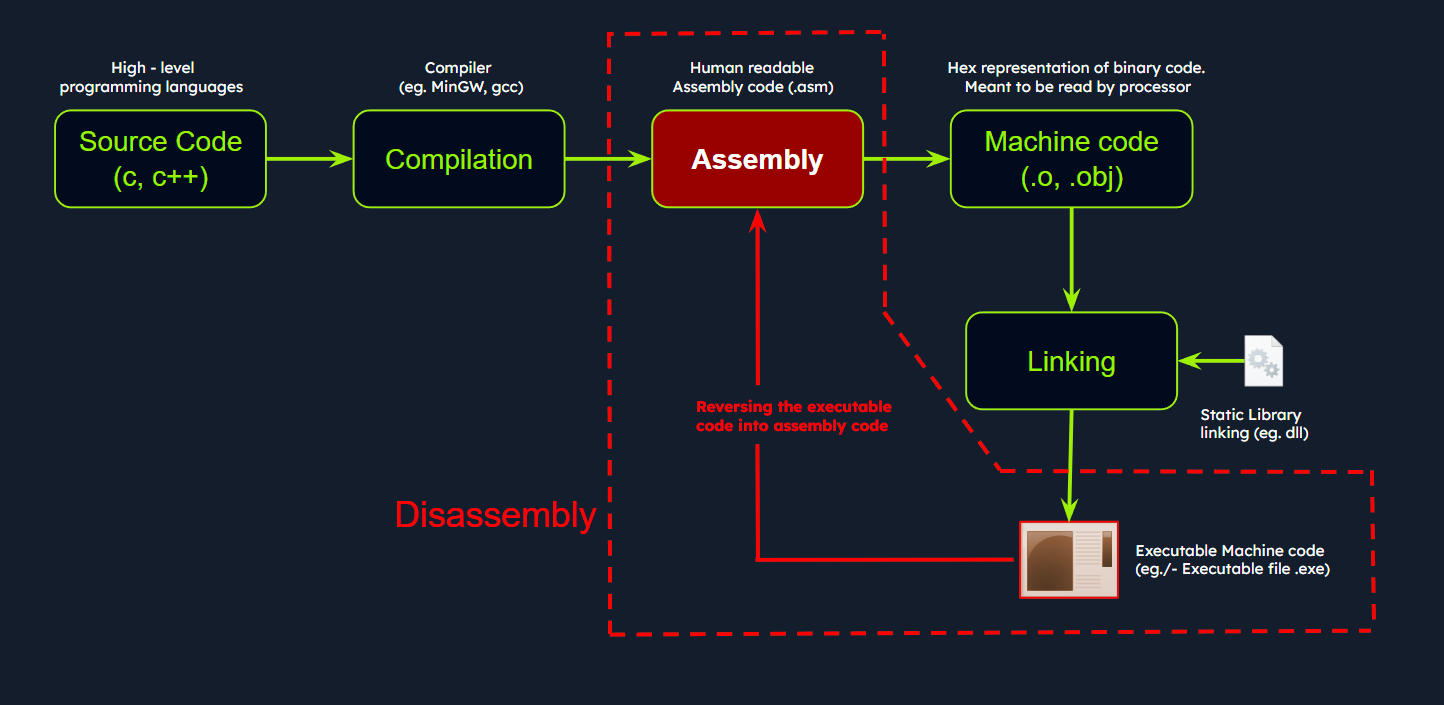 High - level
programming languages
Source Code
(c, c++)
Compiler
(eg. MinGW, gcc)
Compilation
Human readable
Assembly code (.asm)
Assembly
Hex representation of binary code.
Meant to be read by processor
Machine code
(.o, .obj)
Linking
Static Library
linking (eg. dll)
Reversing the executable
code into assembly code
Disassembly
Executable Machine code
(eg./- Executable file .exe)